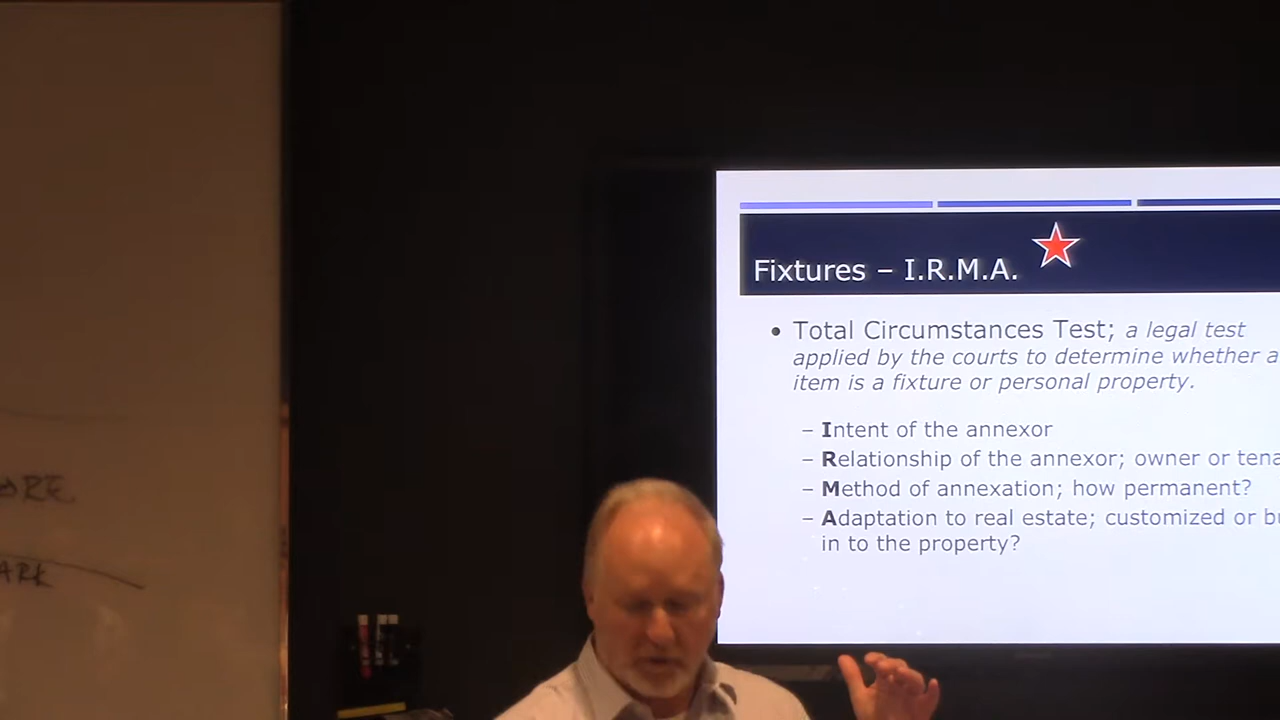 Fixtures – I.R.M.A.
• Total Circumstances Test; a legal test
applied by the courts to determine whether a
item is a fixture or personal property.
– Intent of the annexor
– Relationship of the annexor; owner or tena
– Method of annexation; how permanent?
– Adaptation to real estate; customized or bu
in to the property?
ORE
ARK